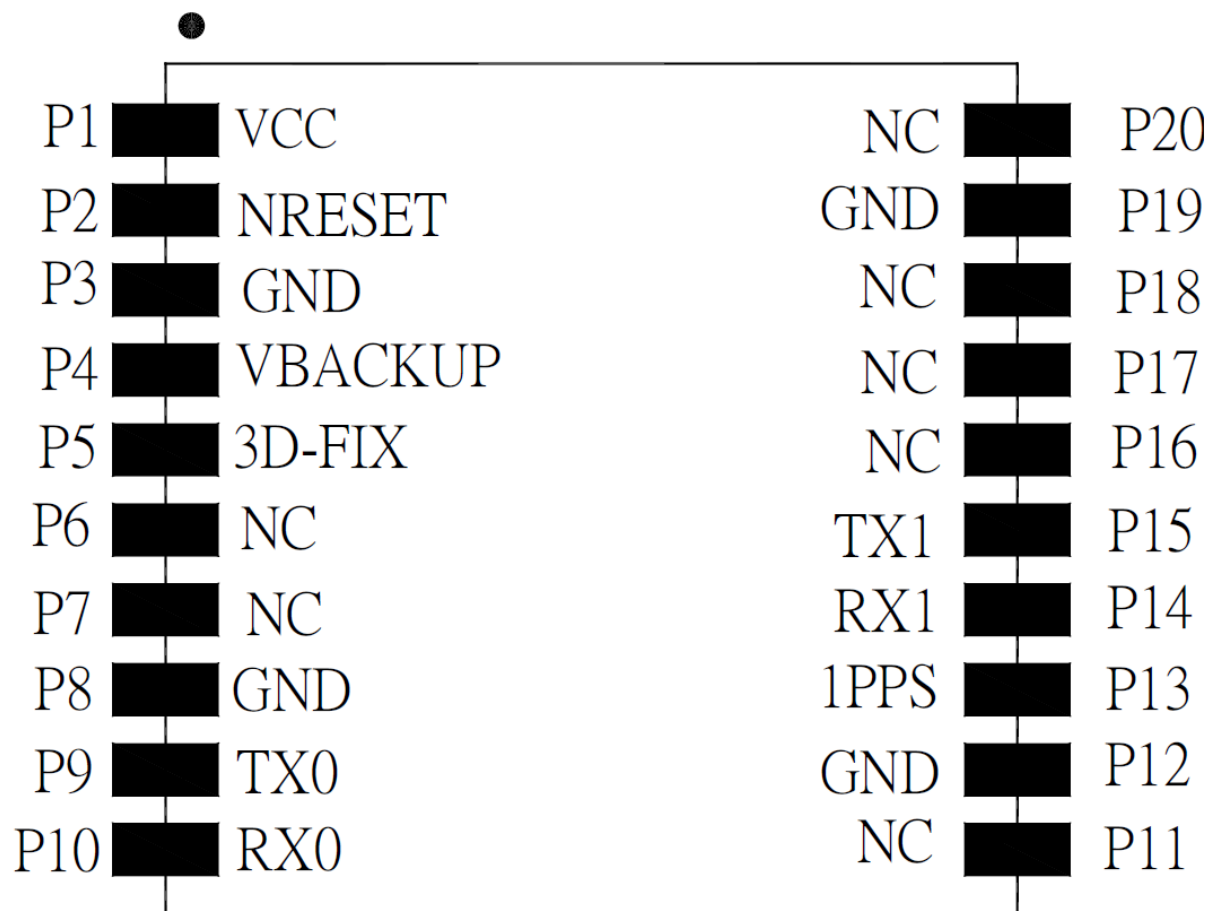 P1 VCC NC P20
P2 NRESET GND P19
P3 GND NC P18
P4 VBACKUP NC P17
P5 3D-FIX NC P16
P6 NC TX1 P15
P7 NC RX1 P14
P8 GND 1PPS P13
P9 TX0 GND P12
P10 RX0 NC P11